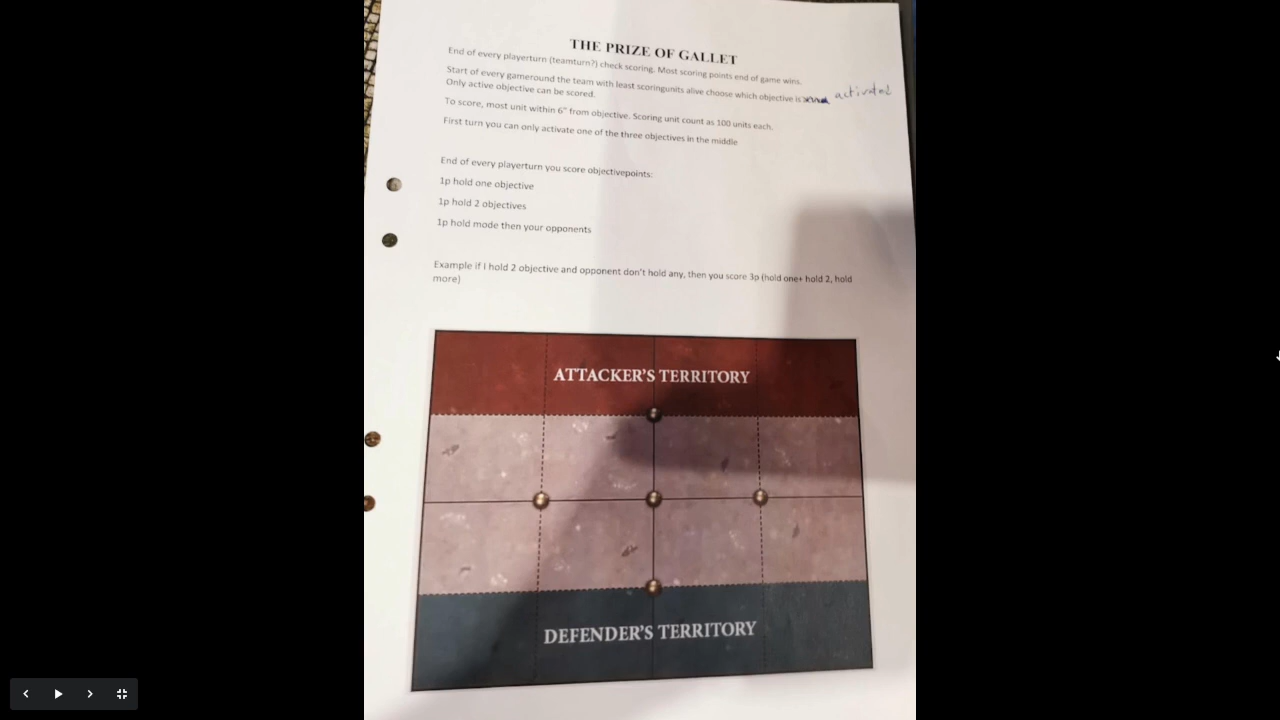 THE PRIZE OF GALLET
End of every playerturn (teamturn?) check scoring. Most scoring points end of game wins.
Start of every gameround the team with least scoringunits alive choose which objective is activated
Only active objective can be scored.
To score, most unit within 6" from objective. Scoring unit count as 100 units each.
First turn you can only activate one of the three objectives in the middle
End of every playerturn you score objectivepoints:
1p hold one objective
1p hold 2 objectives
1p hold mode then your opponents
Example if I hold 2 objective and opponent don't hold any, then you score 3p (hold one+ hold 2, hold
more)
ATTACKER'S TERRITORY
DEFENDER'S TERRITORY